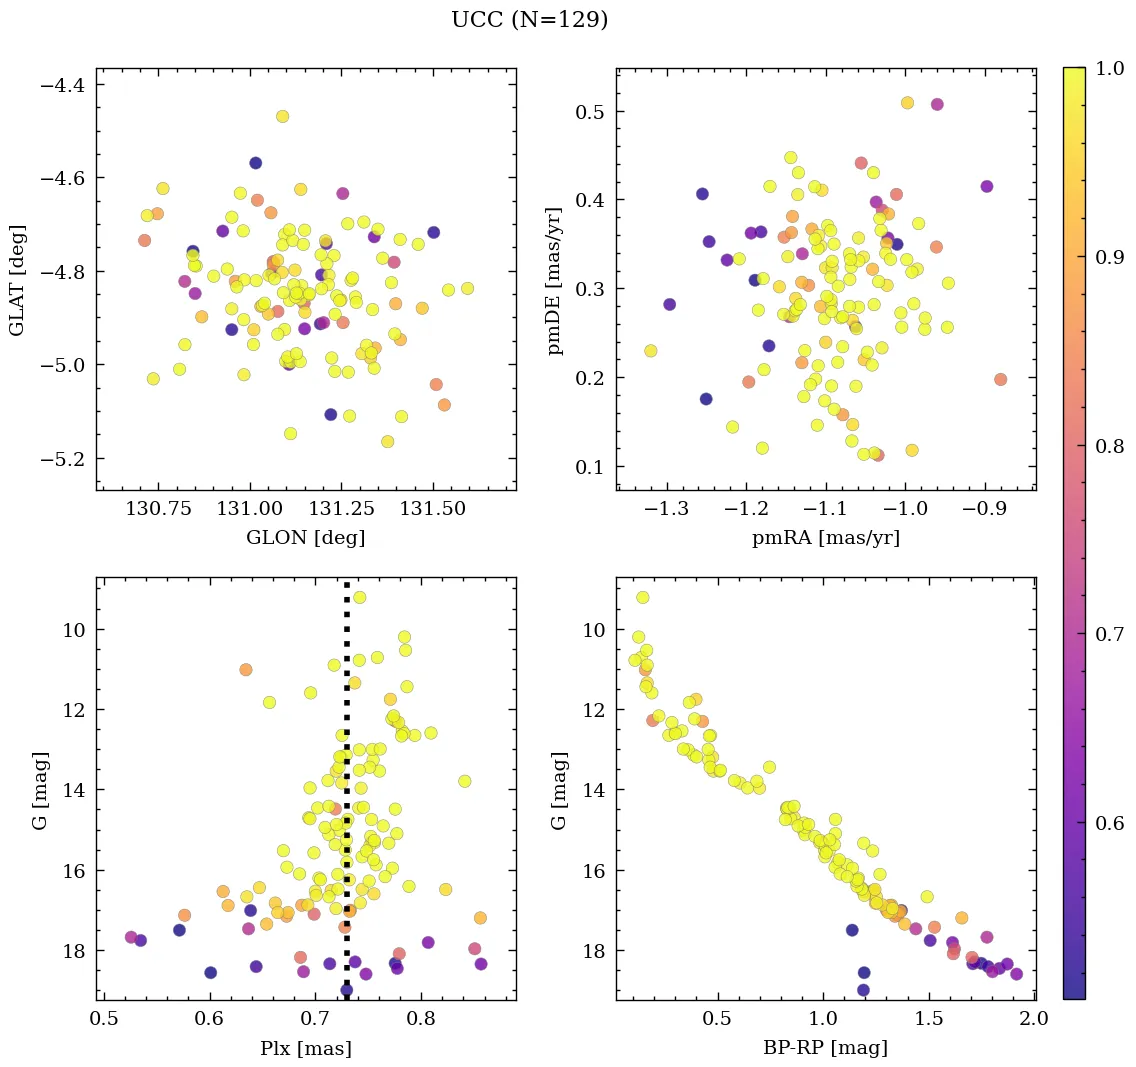 UCC (N=129)
−4.4
−4.6
−4.8
−5.0
−5.2
GLAT [deg]
130.75 131.00 131.25 131.50
GLON [deg]
0.5
0.4
0.3
0.2
0.1
pmDE [mas/yr]
−1.3 −1.2 −1.1 −1.0 −0.9
pmRA [mas/yr]
10
12
14
16
18
G [mag]
0.5 0.6 0.7 0.8
Plx [mas]
10
12
14
16
18
G [mag]
0.5 1.0 1.5 2.0
BP-RP [mag]
1.0
0.9
0.8
0.7
0.6